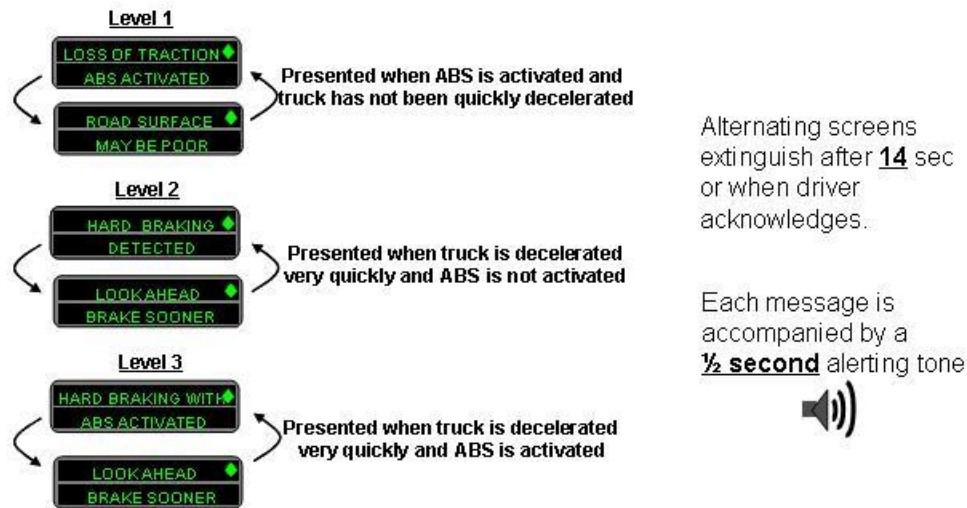 Level 1
LOSS OF TRACTION
ABS ACTIVATED
ROAD SURFACE
MAY BE POOR
Presented when ABS is activated and
truck has not been quickly decelerated
Level 2
HARD BRAKING
DETECTED
LOOK AHEAD
BRAKE SOONER
Presented when truck is decelerated
very quickly and ABS is not activated
Level 3
HARD BRAKING WITH
ABS ACTIVATED
LOOK AHEAD
BRAKE SOONER
Presented when truck is decelerated
very quickly and ABS is activated
Alternating screens
extinguish after 14 sec
or when driver
acknowledges.
Each message is
accompanied by a
½ second alerting tone